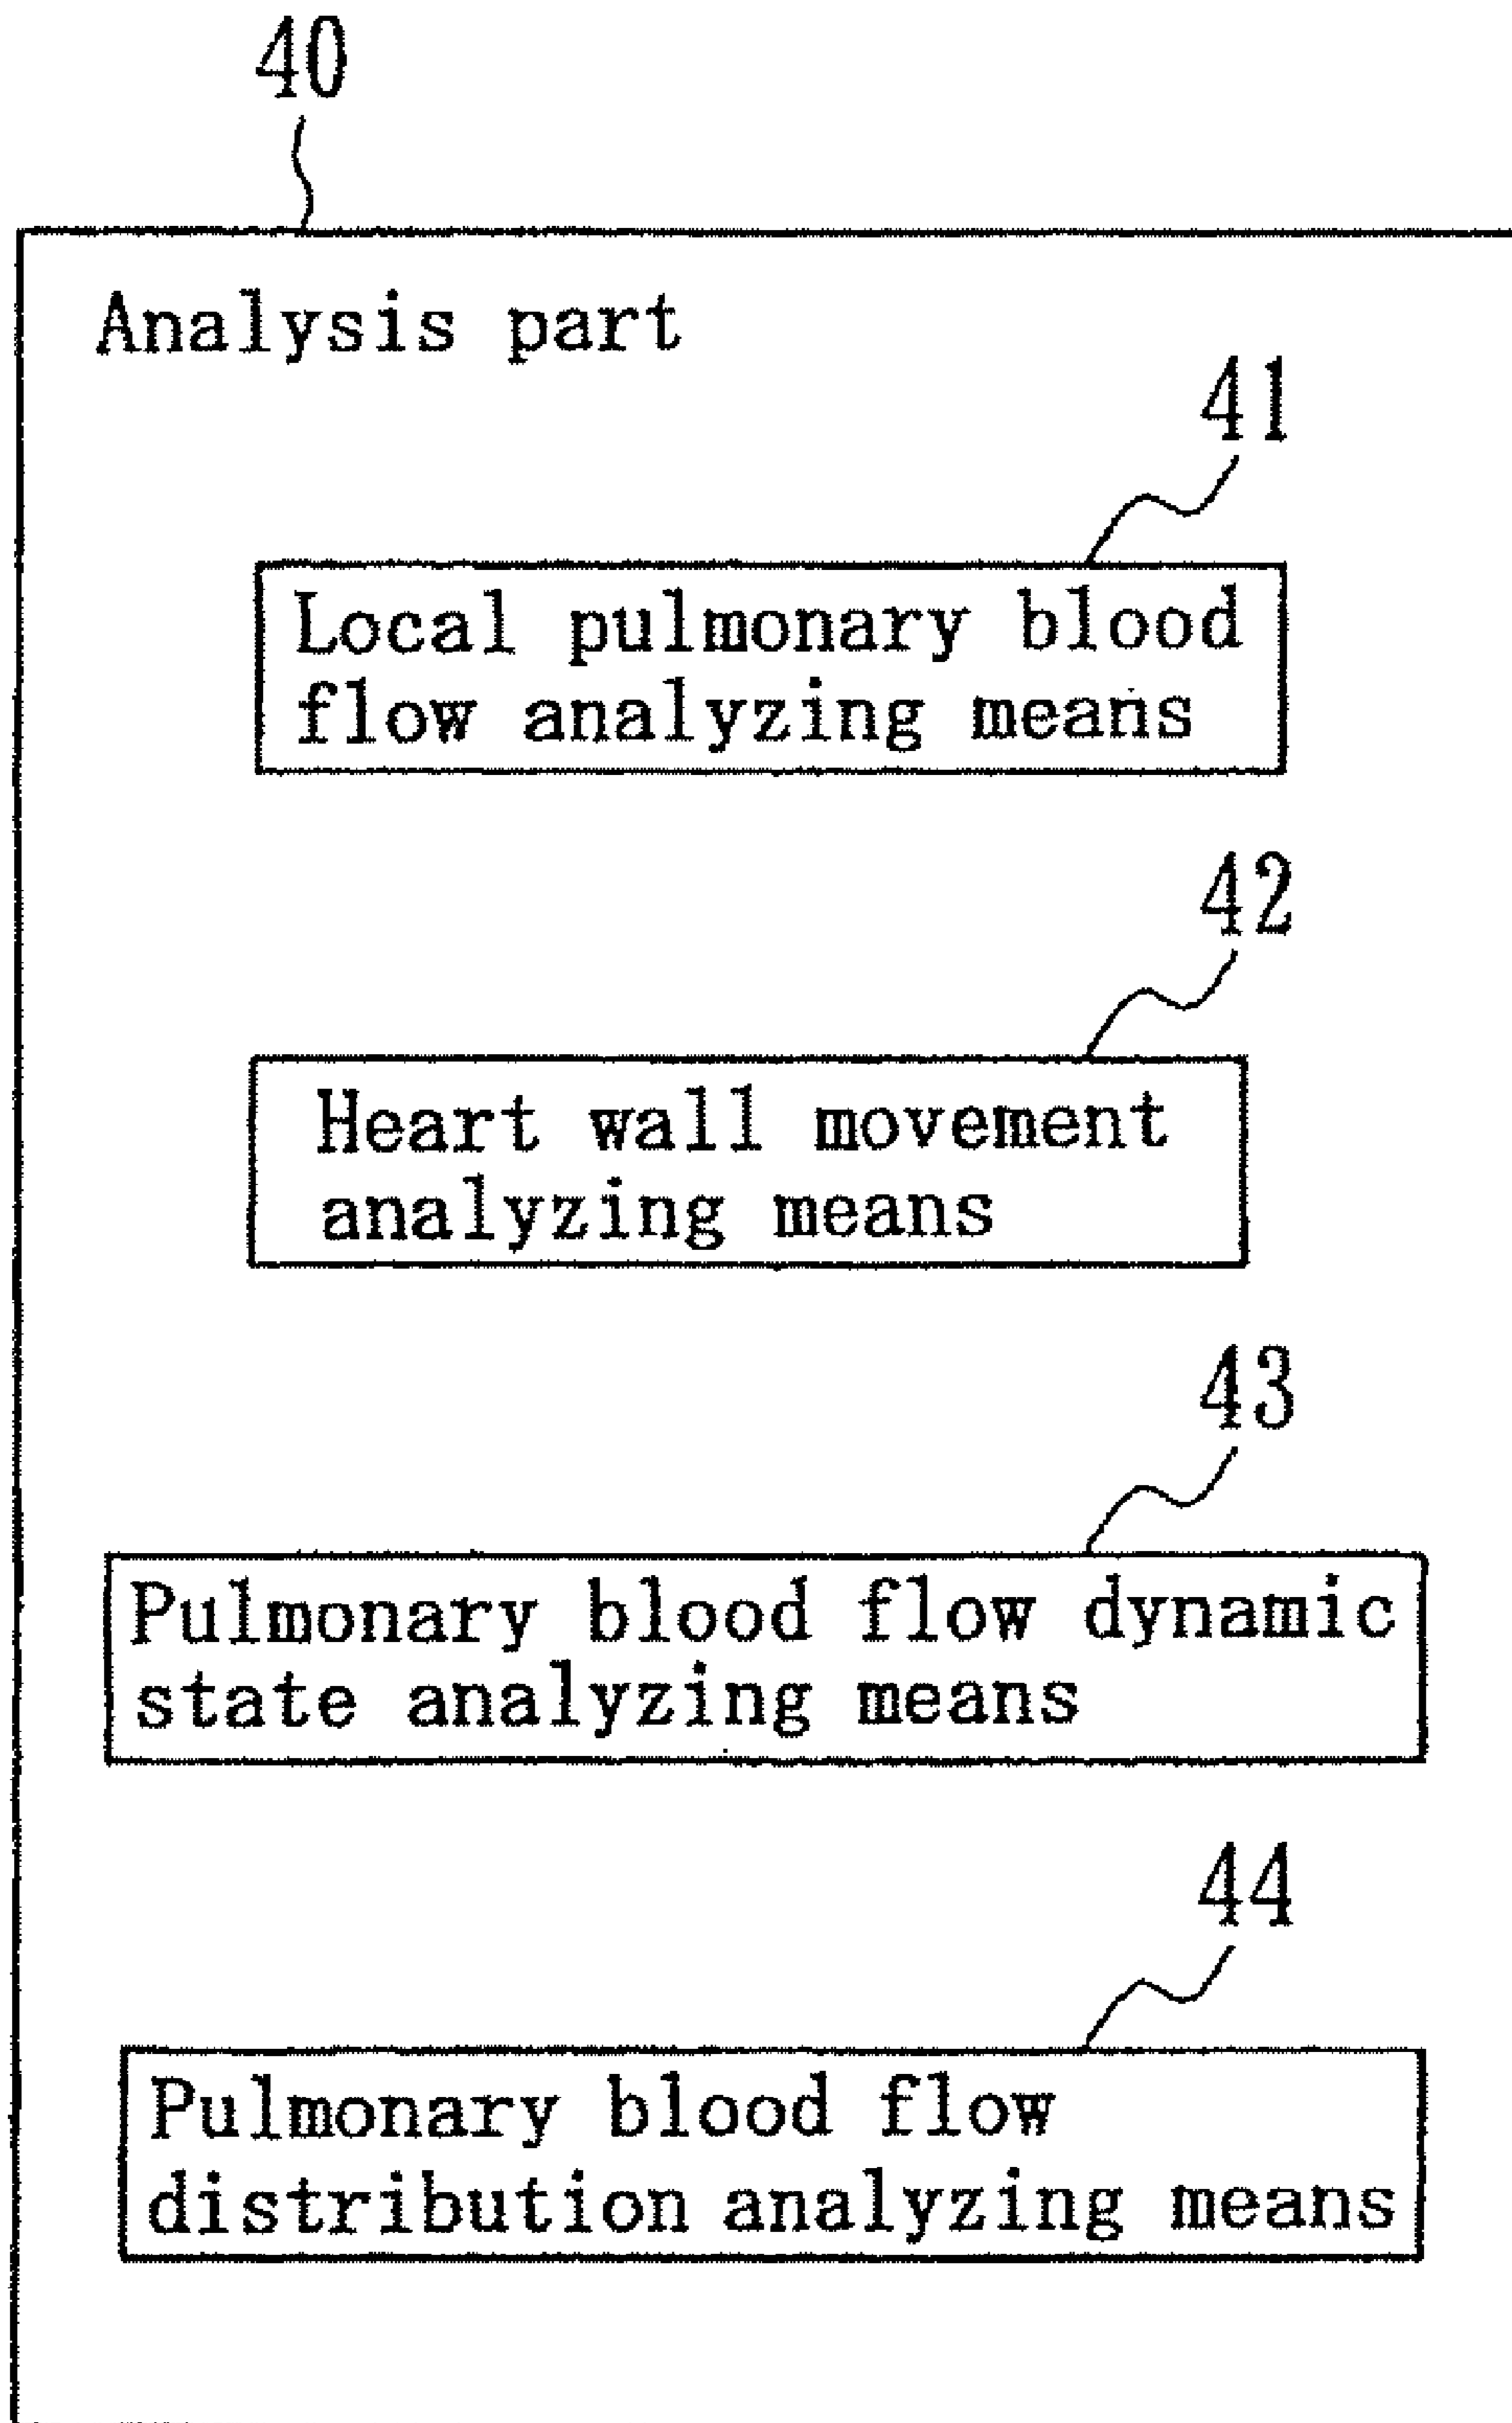 40
Analysis part
41
Local pulmonary blood
flow analyzing means
42
Heart wall movement
analyzing means
43
Pulmonary blood flow dynamic
state analyzing means
44
Pulmonary blood flow
distribution analyzing means